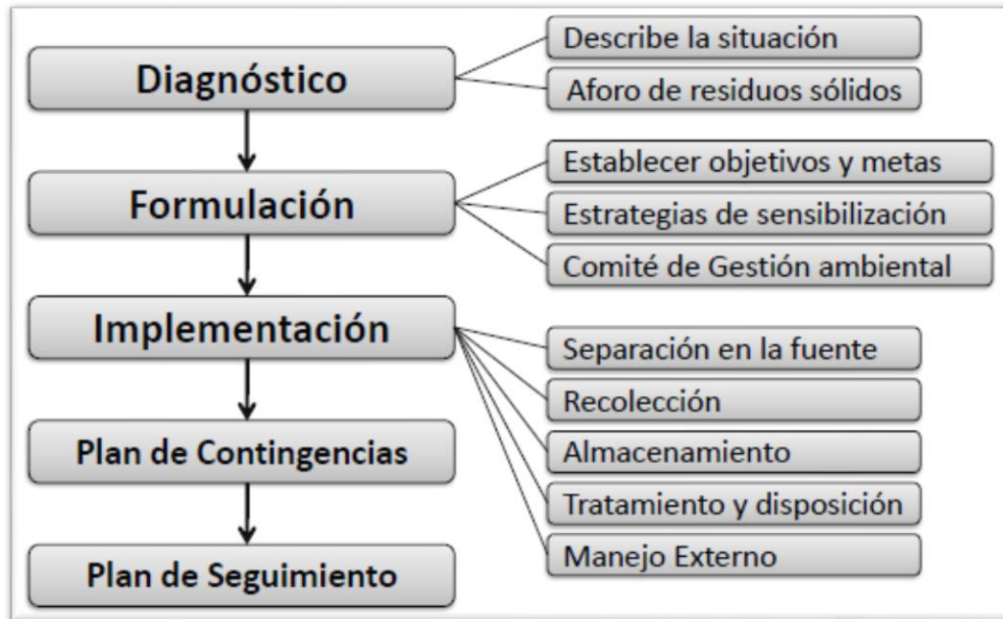 Diagnóstico
Describe la situación
Aforo de residuos sólidos
Formulación
Establecer objetivos y metas
Estrategias de sensibilización
Comité de Gestión ambiental
Implementación
Separación en la fuente
Recolección
Almacenamiento
Tratamiento y disposición
Manejo Externo
Plan de Contingencias
Plan de Seguimiento